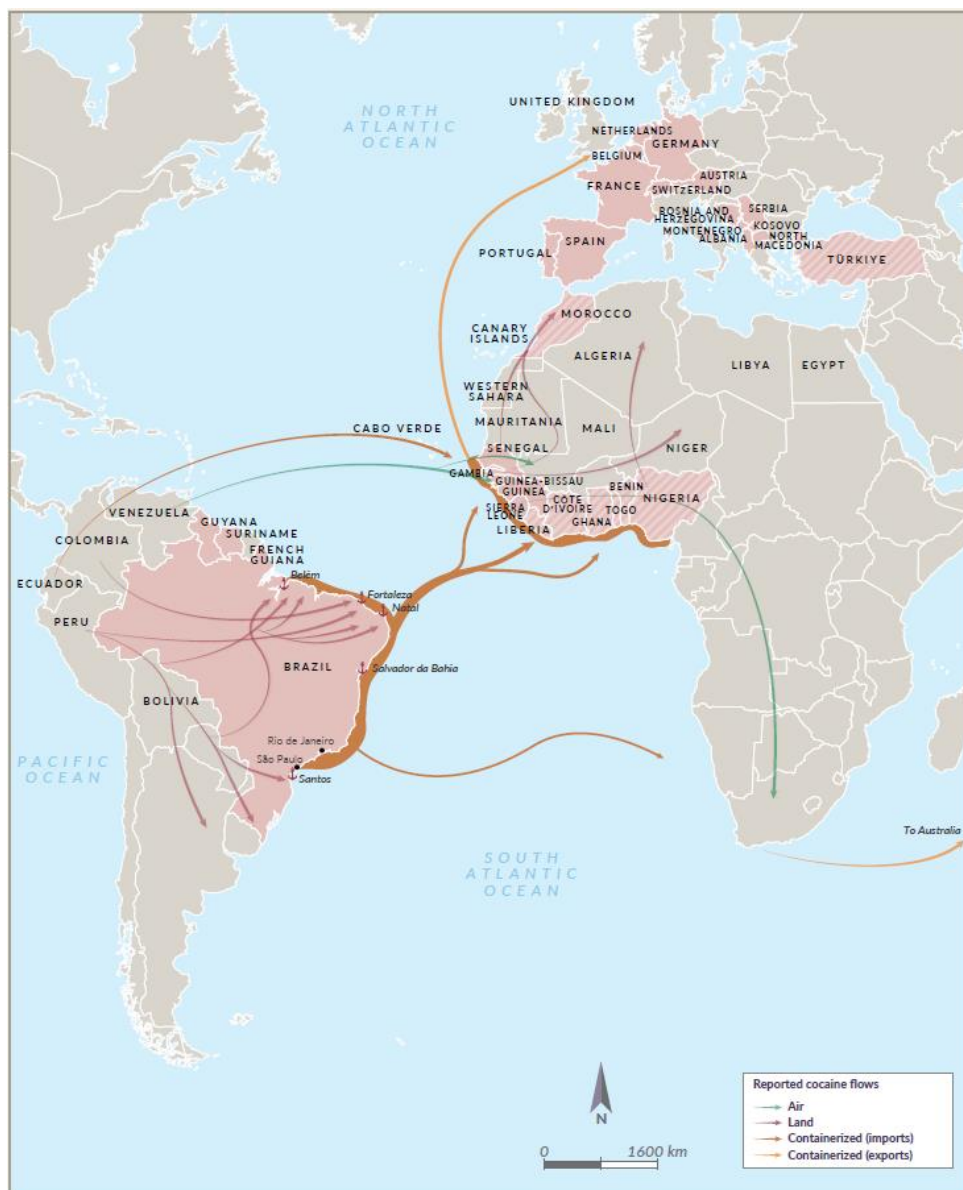 NORTH
ATLANTIC
OCEAN
UNITED KINGDOM
NETHERLANDS
GERMANY
BELGIUM
AUSTRIA
FRANCE
SWITZERLAND
BOSNIA AND
HERZEGOVINA
SERBIA
KOSOVO
MONTENEGRO
NORTH
MACEDONIA
ALBANIA
SPAIN
PORTUGAL
TÜRKIYE
MOROCCO
CANARY
ISLANDS
ALGERIA
LIBYA
EGYPT
WESTERN
SAHARA
MAURITANIA
MALI
CABO VERDE
SENEGAL
NIGER
GAMBIA
GUINEA-BISSAU
GUINEA
BENIN
NIGERIA
SIERRA
LEONE
CÔTE
D'IVOIRE
TOGO
GHANA
LIBERIA
VENEZUELA
GUYANA
SURINAME
FRENCH
GUIANA
COLOMBIA
ECUADOR
Belém
Fortaleza
Natal
PERU
BRAZIL
Salvador da Bahia
BOLIVIA
Rio de Janeiro
São Paulo
Santos
PACIFIC
OCEAN
To Australia
SOUTH
ATLANTIC
OCEAN
N
0 1600 km
Reported cocaine flows
Air
Land
Containerized (imports)
Containerized (exports)